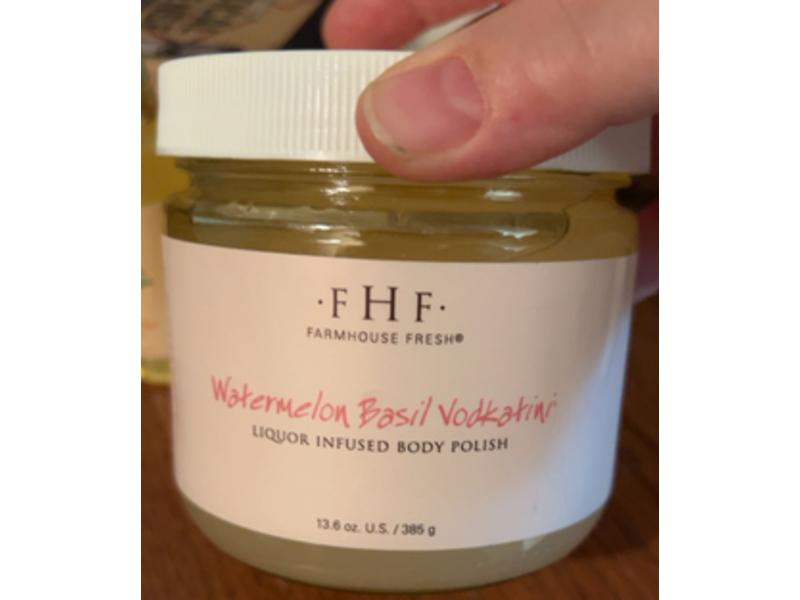 ·FHF·
FARMHOUSE FRESH®
Watermelon Basil Vodkatini
LIQUOR INFUSED BODY POLISH
13.6 oz. U.S. / 385 g